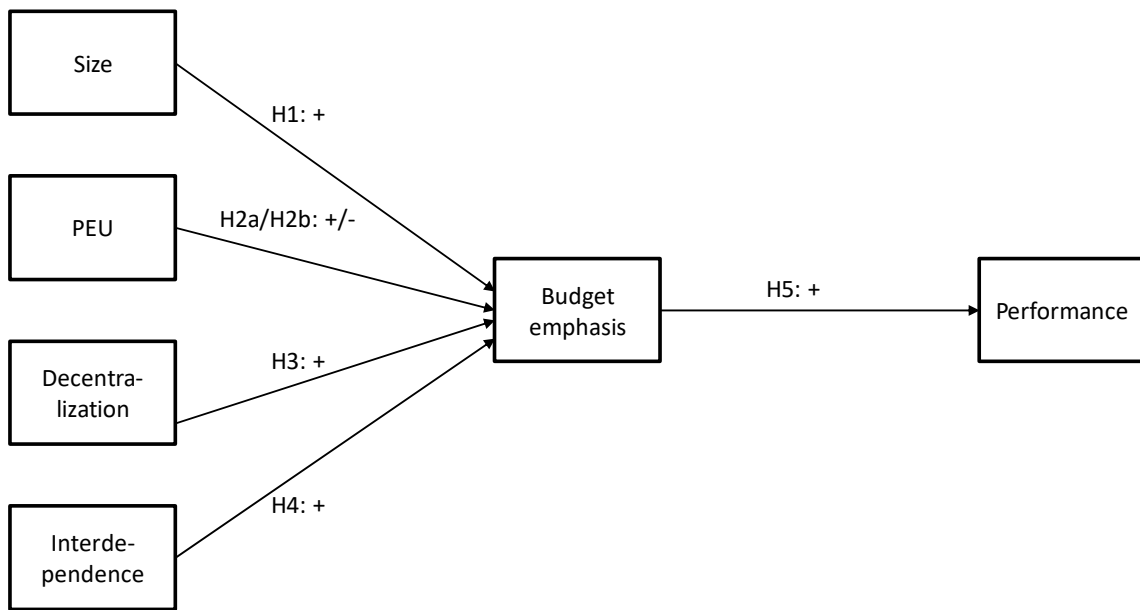 Size
H1: +
PEU
H2a/H2b: +/-
Budget
emphasis
H5: +
Performance
Decentra-
lization
H3: +
H4: +
Interde-
pendence